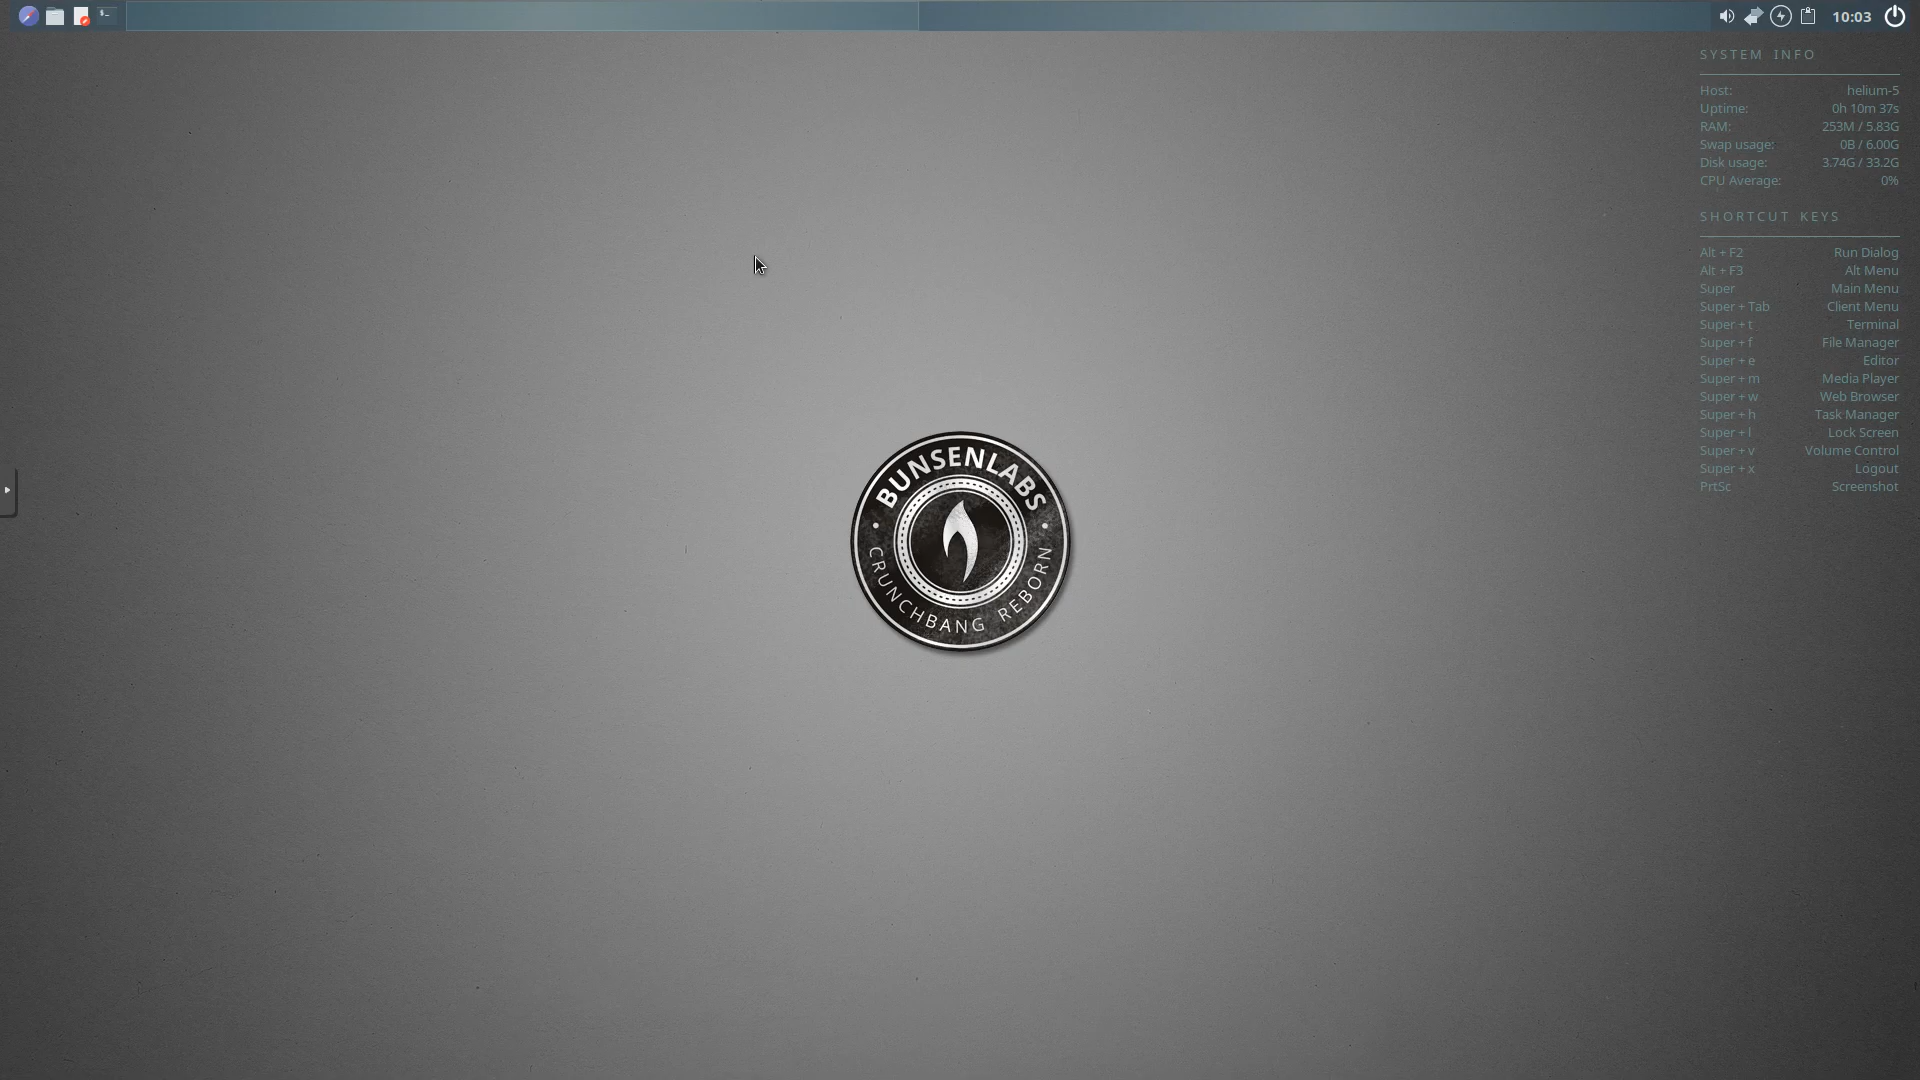 10:03
SYSTEM INFO
Host: helium-5
Uptime: 0h 10m 37s
RAM: 253M / 5.83G
Swap usage: 0B / 6.00G
Disk usage: 3.74G / 33.2G
CPU Average: 0%
SHORTCUT KEYS
Alt + F2 Run Dialog
Alt + F3 Alt Menu
Super Main Menu
Super + Tab Client Menu
Super + t Terminal
Super + f File Manager
Super + e Editor
Super + m Media Player
Super + w Web Browser
Super + h Task Manager
Super + l Lock Screen
Super + v Volume Control
Super + x Logout
PrtSc Screenshot
BUNSENLABS
CRUNCHBANG REBORN